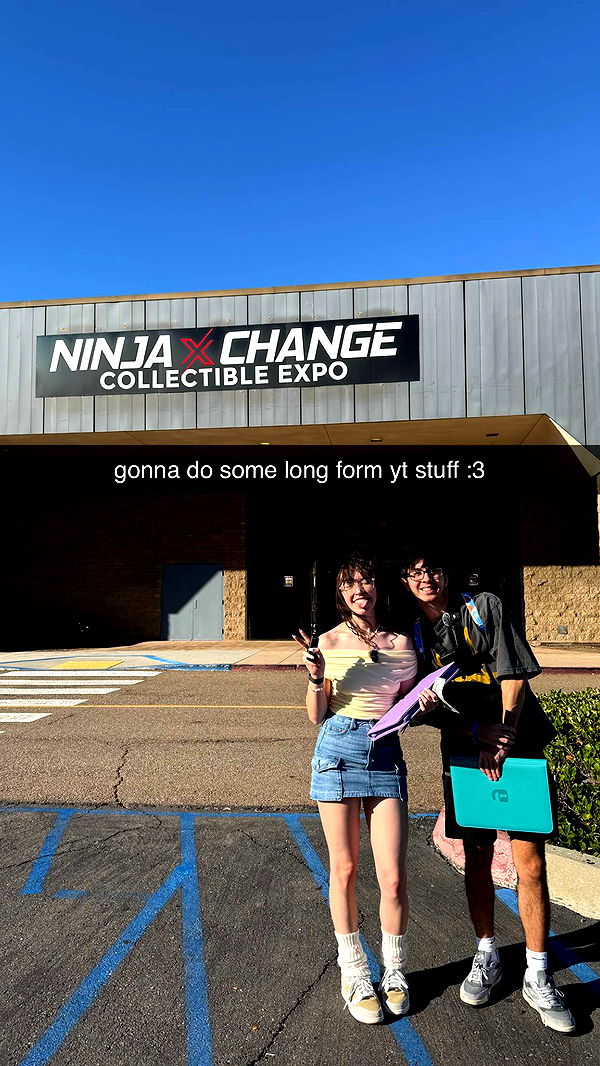 NINJA X CHANGE
COLLECTIBLE EXPO
gonna do some long form yt stuff :3